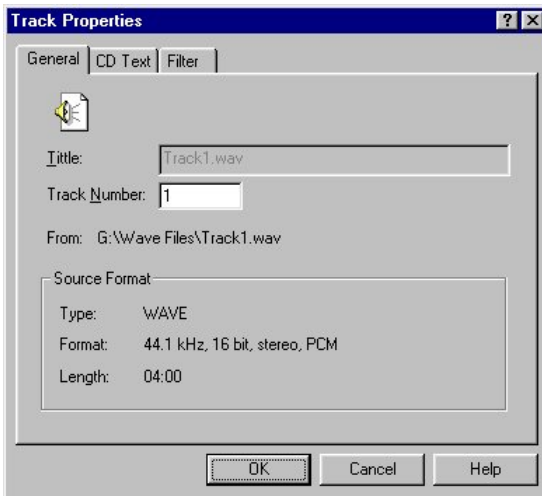 Track Properties
General CD Text Filter
Tittle: Track1.wav
Track Number: 1
From: G:\Wave Files\Track1.wav
Source Format
Type: WAVE
Format: 44.1 kHz, 16 bit, stereo, PCM
Length: 04:00
OK Cancel Help